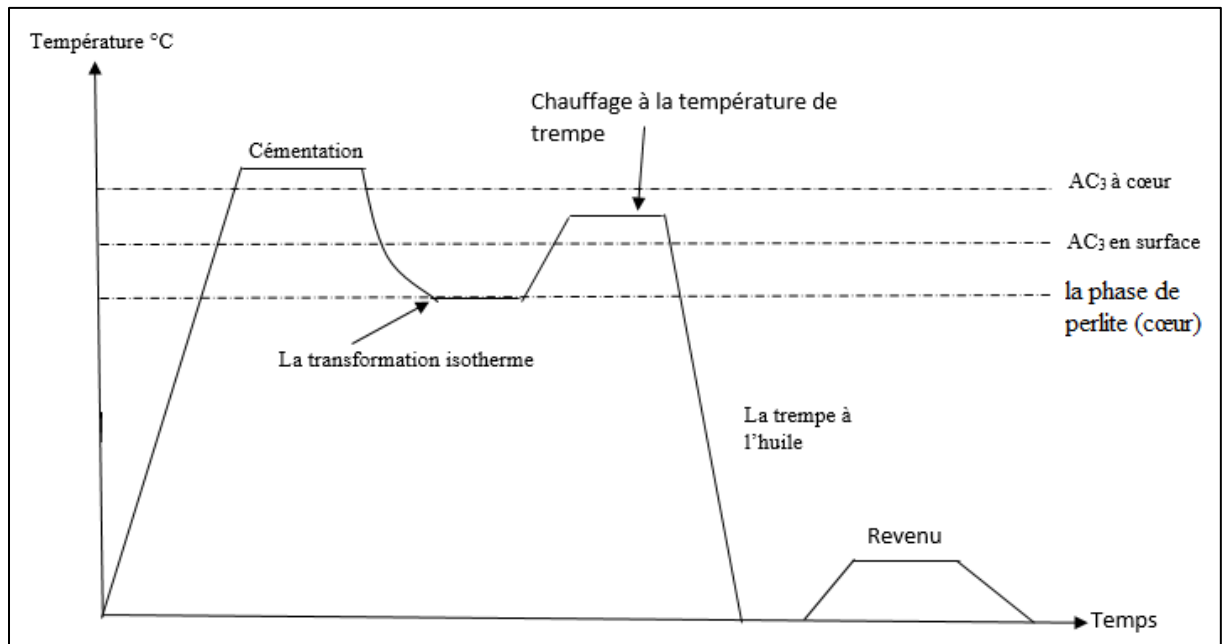 Température °C
Chauffage à la température de
trempe
Cémentation
AC₃ à cœur
AC₃ en surface
la phase de
perlite (cœur)
La transformation isotherme
La trempe à
l’huile
Revenu
Temps